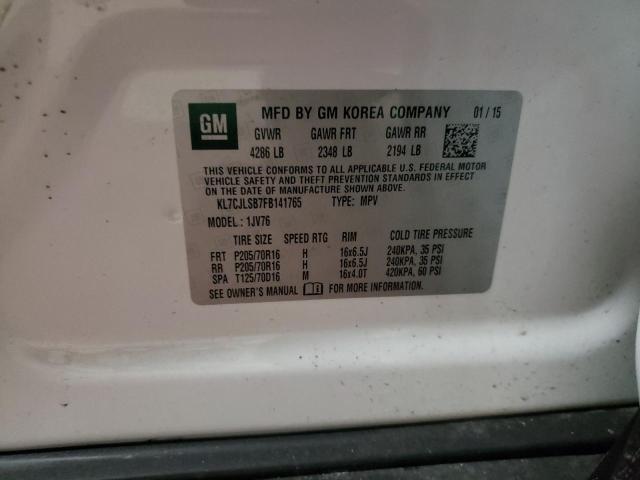 GM
MFD BY GM KOREA COMPANY 01 / 15
GVWR GAWR FRT GAWR RR
4286 LB 2348 LB 2194 LB
THIS VEHICLE CONFORMS TO ALL APPLICABLE U.S. FEDERAL MOTOR
VEHICLE SAFETY AND THEFT PREVENTION STANDARDS IN EFFECT
ON THE DATE OF MANUFACTURE SHOWN ABOVE.
KL7CJLSB7FB141765 TYPE: MPV
MODEL : 1JV76
TIRE SIZE SPEED RTG RIM COLD TIRE PRESSURE
FRT P205/70R16 H 16x6.5J 240KPA, 35 PSI
RR P205/70R16 H 16x6.5J 240KPA, 35 PSI
SPA T125/70D16 M 16x4.0T 420KPA, 60 PSI
SEE OWNER'S MANUAL FOR MORE INFORMATION.